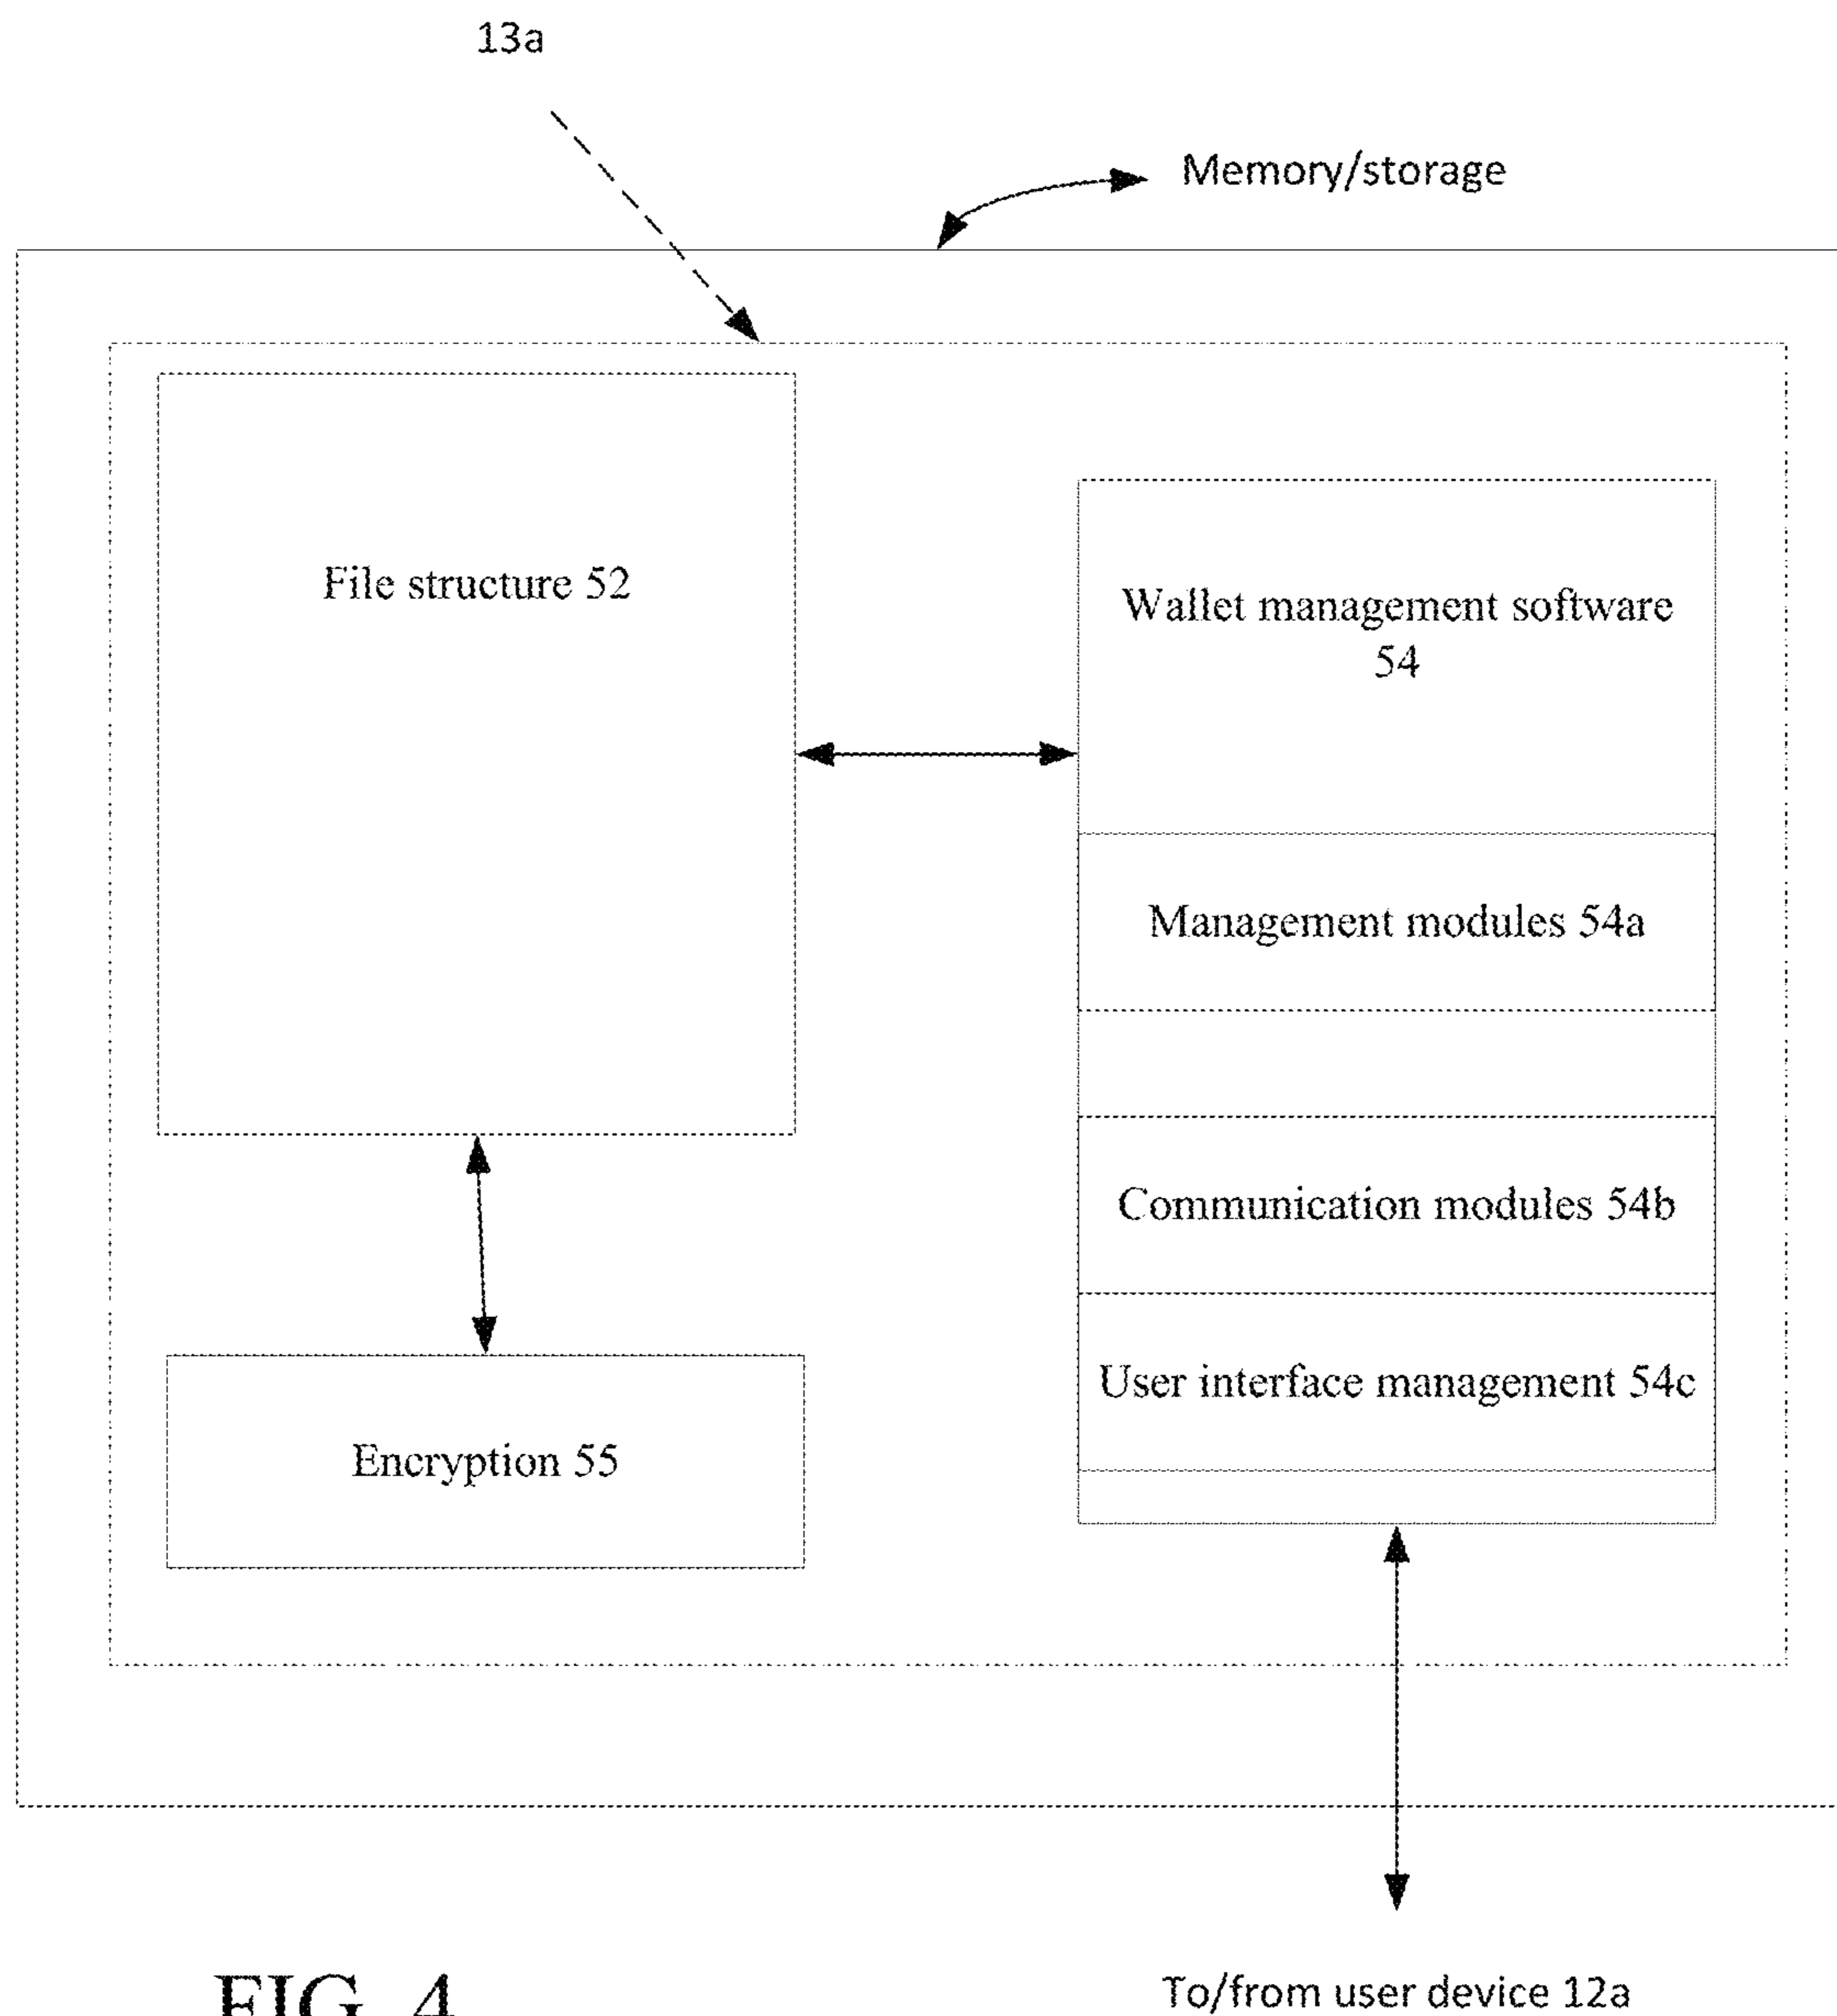 13a
Memory/storage
File structure 52
Wallet management software
54
Management modules 54a
Communication modules 54b
User interface management 54c
Encryption 55
To/from user device 12a
FIG. 4